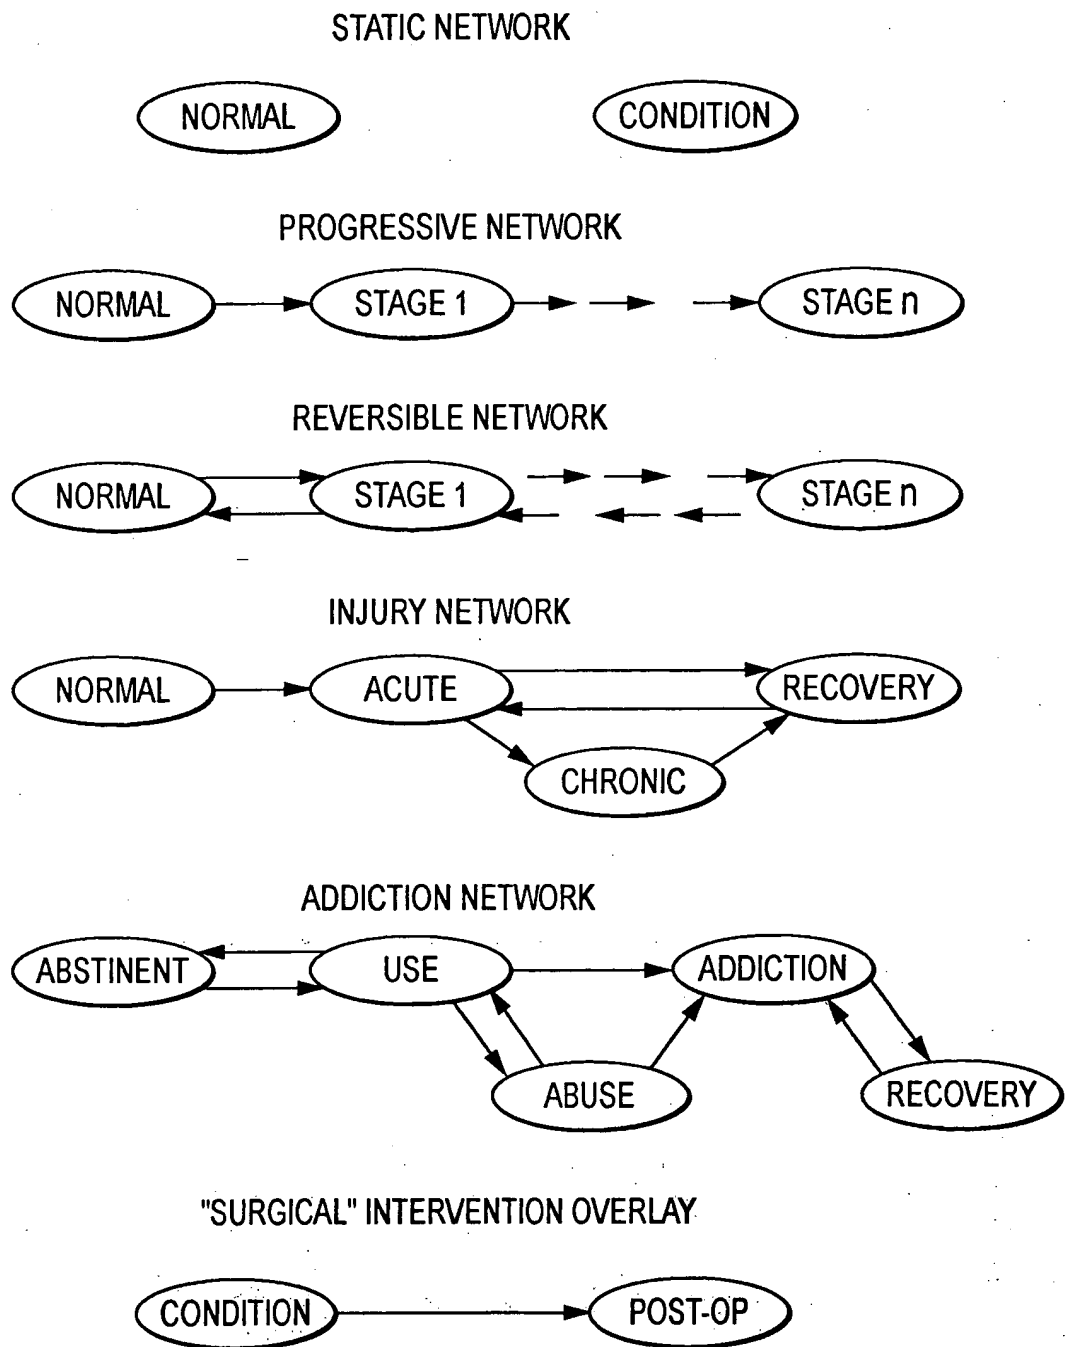 STATIC NETWORK
NORMAL CONDITION
PROGRESSIVE NETWORK
NORMAL STAGE 1 STAGE n
REVERSIBLE NETWORK
NORMAL STAGE 1 STAGE n
INJURY NETWORK
NORMAL ACUTE RECOVERY
CHRONIC
ADDICTION NETWORK
ABSTINENT USE ADDICTION
ABUSE RECOVERY
"SURGICAL" INTERVENTION OVERLAY
CONDITION POST-OP